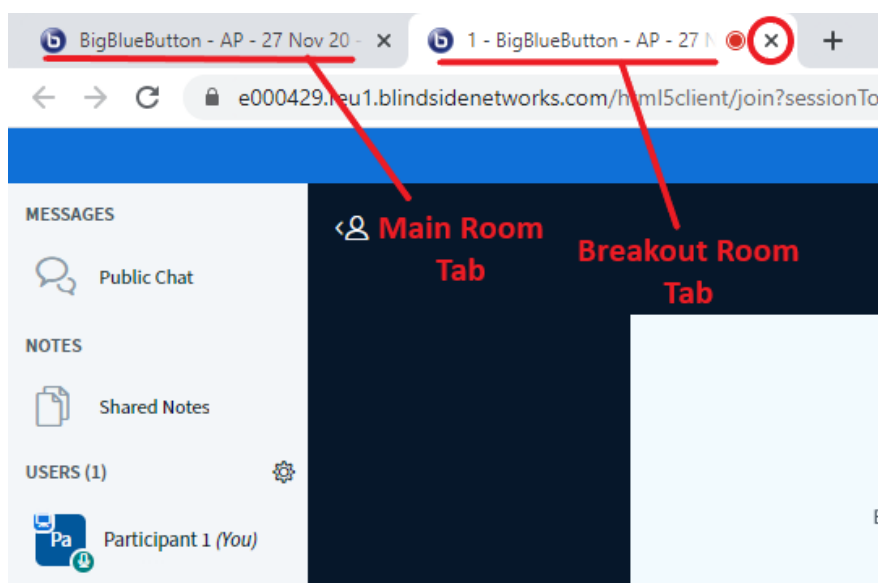 BigBlueButton - AP - 27 Nov 20 -
1 - BigBlueButton - AP - 27 N
e000429.reu1.blindsidenetworks.com/html5client/join?sessionTo
MESSAGES
Public Chat
NOTES
Shared Notes
USERS (1)
Pa
Participant 1 (You)
Main Room
Tab
Breakout Room
Tab
E